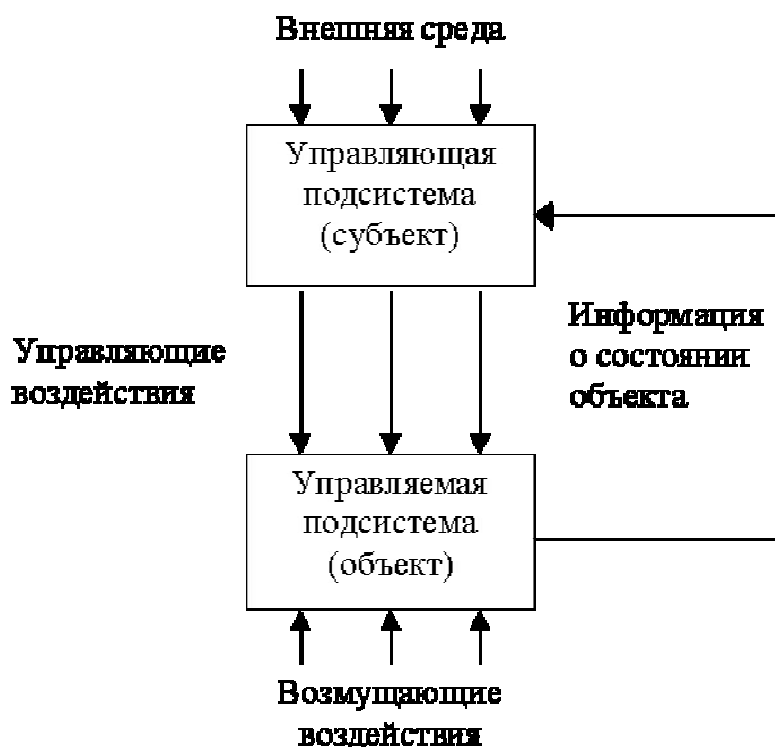 Внешняя среда
Управляющая
подсистема
(субъект)
Управляющие
воздействия
Информация
о состоянии
объекта
Управляемая
подсистема
(объект)
Возмущающие
воздействия